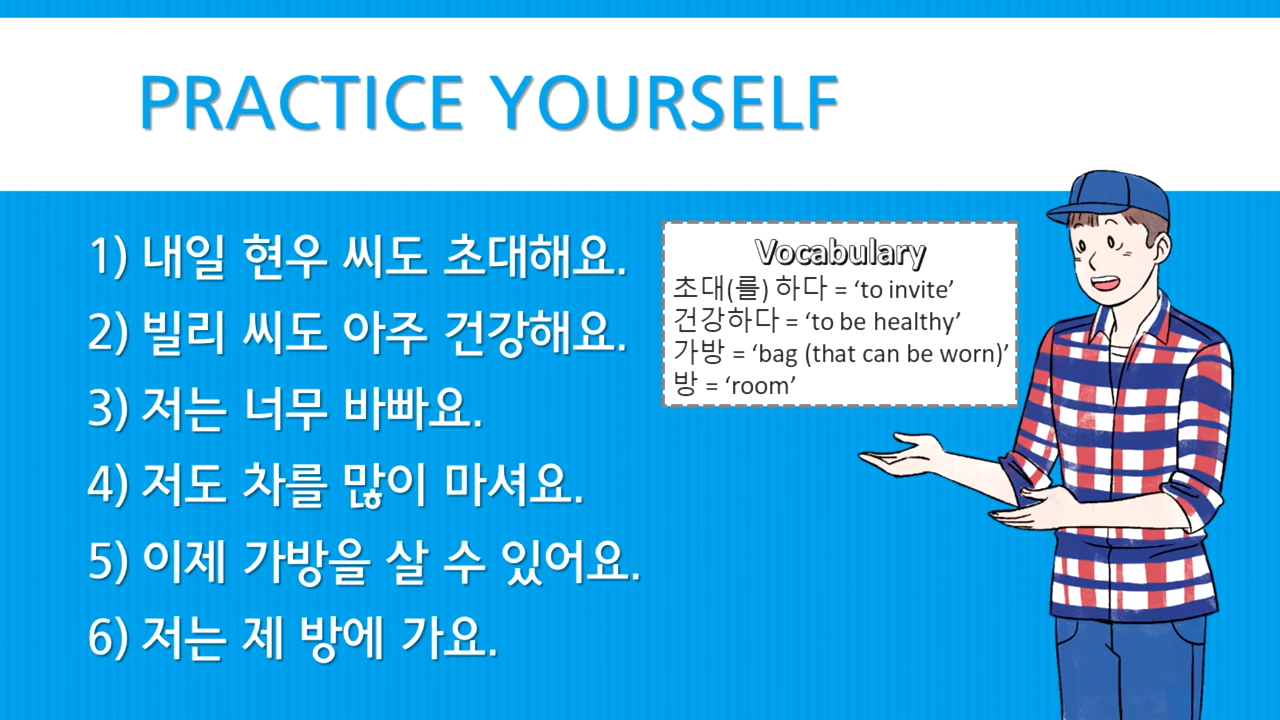 PRACTICE YOURSELF
1) 내일 현우 씨도 초대해요.
2) 빌리 씨도 아주 건강해요.
3) 저는 너무 바빠요.
4) 저도 차를 많이 마셔요.
5) 이제 가방을 살 수 있어요.
6) 저는 제 방에 가요.
Vocabulary
초대(를) 하다 = ‘to invite’
건강하다 = ‘to be healthy’
가방 = ‘bag (that can be worn)’
방 = ‘room’